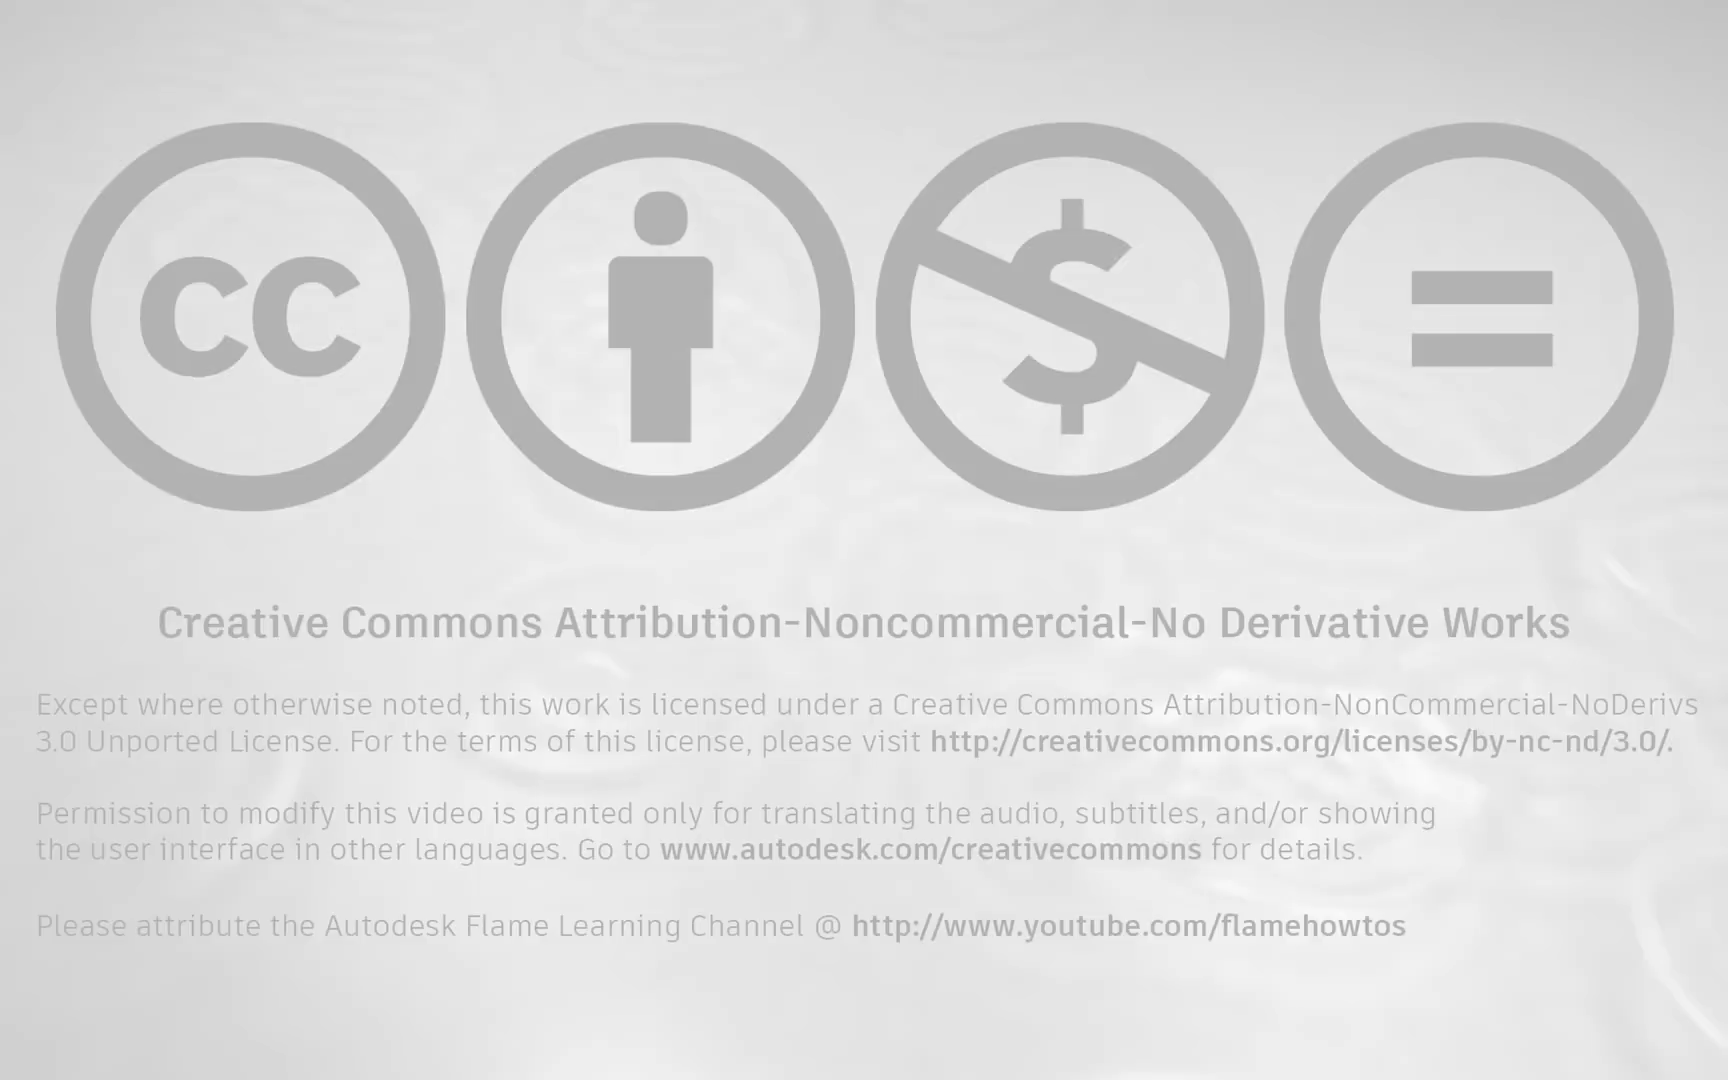 cc $ =
Creative Commons Attribution-Noncommercial-No Derivative Works
Except where otherwise noted, this work is licensed under a Creative Commons Attribution-NonCommercial-NoDerivs
3.0 Unported License. For the terms of this license, please visit http://creativecommons.org/licenses/by-nc-nd/3.0/.
Permission to modify this video is granted only for translating the audio, subtitles, and/or showing
the user interface in other languages. Go to www.autodesk.com/creativecommons for details.
Please attribute the Autodesk Flame Learning Channel @ http://www.youtube.com/flamehowtos